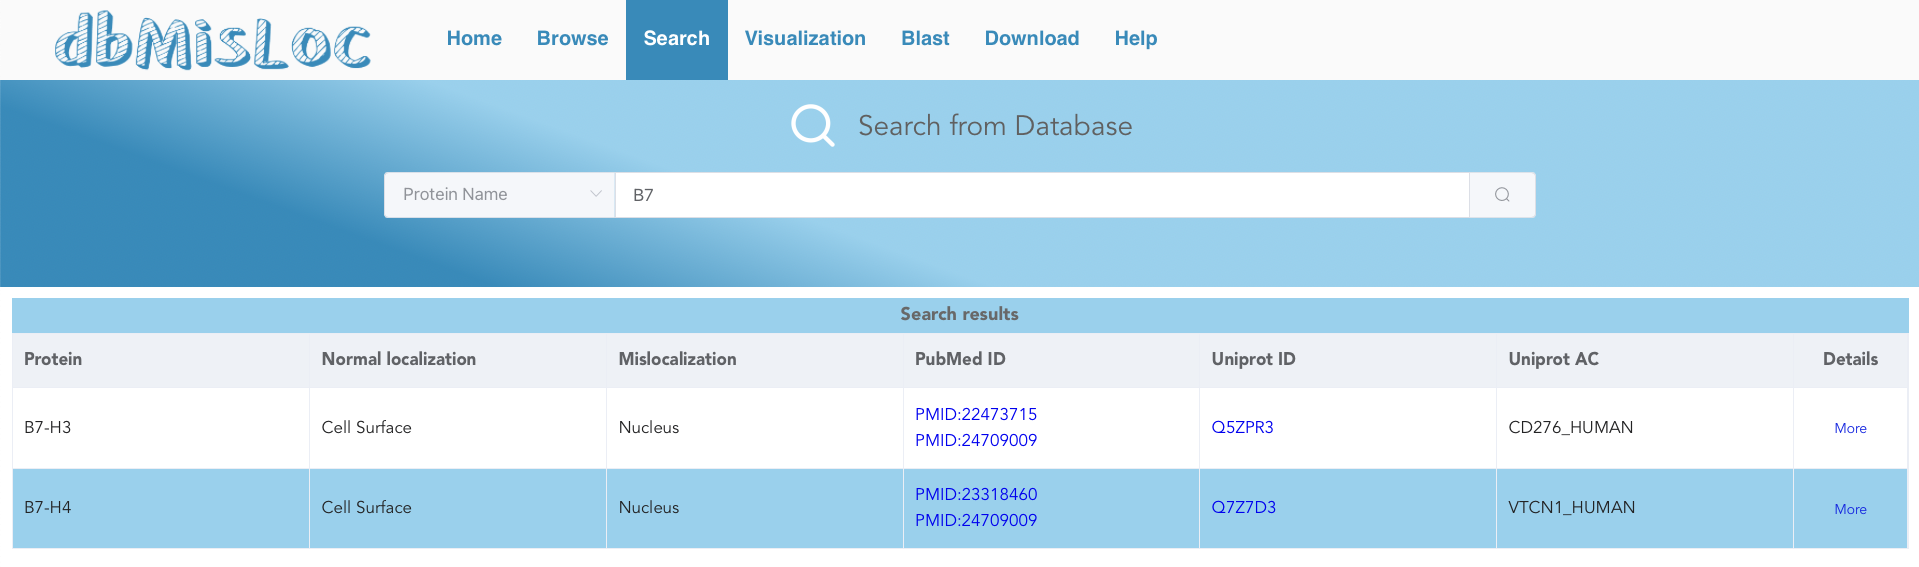 dbMisLoc Home Browse Search Visualization Blast Download Help
Search from Database
Protein Name B7
Search results
Protein Normal localization Mislocalization PubMed ID Uniprot ID Uniprot AC Details
B7-H3 Cell Surface Nucleus PMID:22473715 PMID:24709009 Q5ZPR3 CD276_HUMAN More
B7-H4 Cell Surface Nucleus PMID:23318460 PMID:24709009 Q7Z7D3 VTCN1_HUMAN More